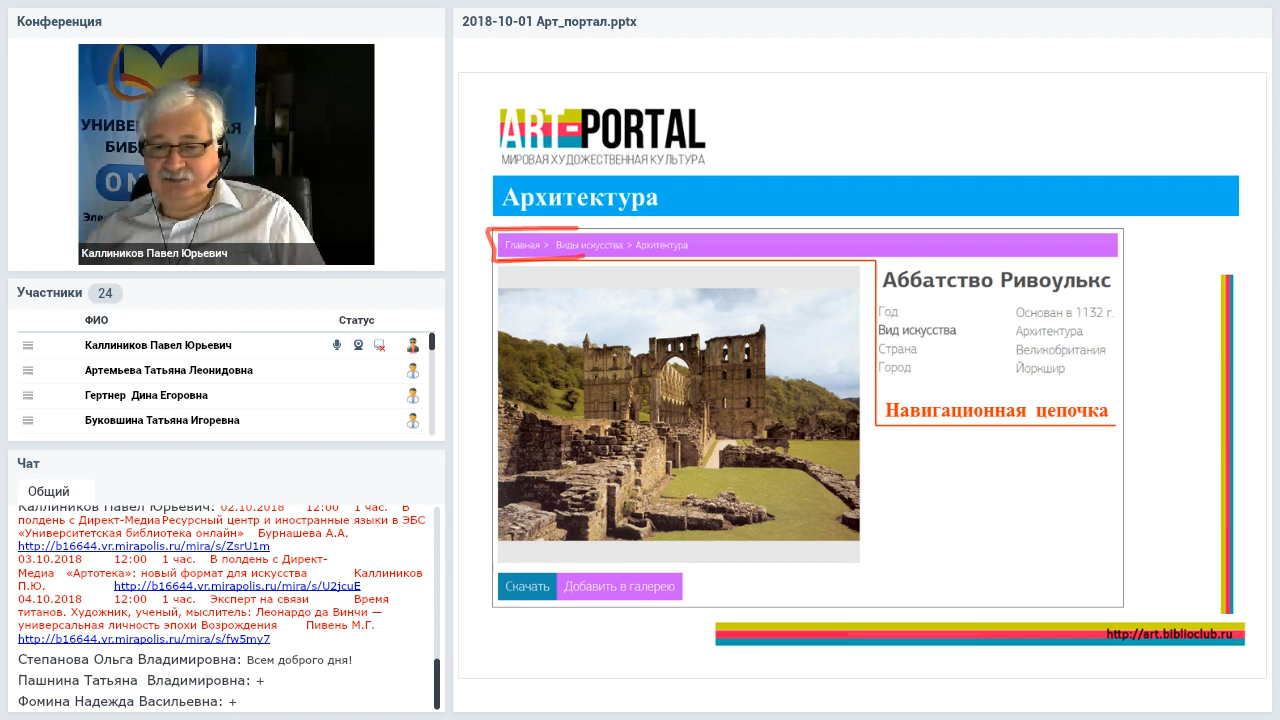 Конференция
УНИВЕ
АЯ
БИБ
Эле
Каллиников Павел Юрьевич
Участники 24
ФИО Статус
Каллиников Павел Юрьевич
Артемьева Татьяна Леонидовна
Гертнер Дина Егоровна
Буковшина Татьяна Игоревна
Чат
Общий
Каллиников Павел Юрьевич: 02.10.2018 12:00 1 час. В
полдень с Директ-Медиа Ресурсный центр и иностранные языки в ЭБС
«Университетская библиотека онлайн» Бурнашева А.А.
http://b16644.vr.mirapolis.ru/mira/s/ZsrU1m
03.10.2018 12:00 1 час. В полдень с Директ-
Медиа «Артотека»: новый формат для искусства Каллиников
П.Ю. http://b16644.vr.mirapolis.ru/mira/s/U2jcuE
04.10.2018 12:00 1 час. Эксперт на связи Время
титанов. Художник, ученый, мыслитель: Леонардо да Винчи —
универсальная личность эпохи Возрождения Пивень М.Г.
http://b16644.vr.mirapolis.ru/mira/s/fw5my7
Степанова Ольга Владимировна: Всем доброго дня!
Пашнина Татьяна Владимировна: +
Фомина Надежда Васильевна: +
2018-10-01 Арт_портал.pptx
ART-PORTAL
МИРОВАЯ ХУДОЖЕСТВЕННАЯ КУЛЬТУРА
Архитектура
Главная > Виды искусства > Архитектура
Аббатство Ривоулькс
Год Основан в 1132 г.
Вид искусства Архитектура
Страна Великобритания
Город Йоркшир
Навигационная цепочка
Скачать Добавить в галерею
http://art.biblioclub.ru